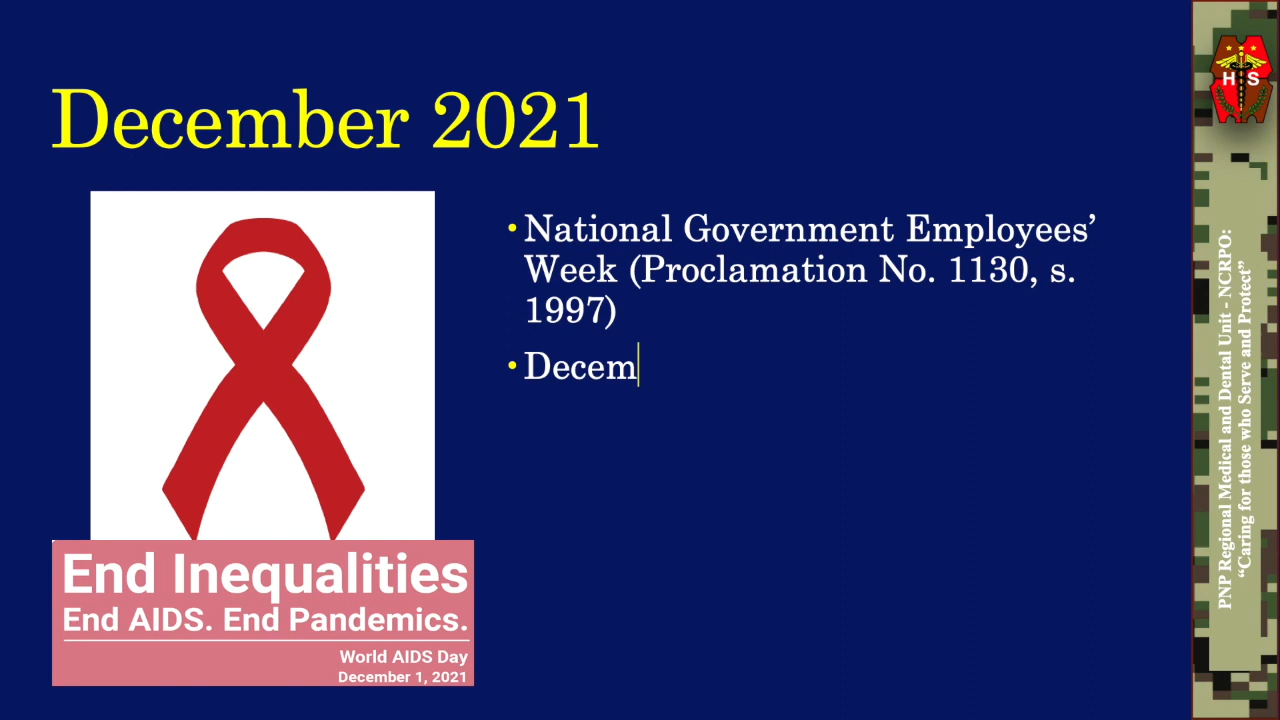 December 2021
• National Government Employees’
Week (Proclamation No. 1130, s.
1997)
• Decem
End Inequalities
End AIDS. End Pandemics.
World AIDS Day
December 1, 2021
H S
PNP Regional Medical and Dental Unit - NCRPO:
“Caring for those who Serve and Protect”